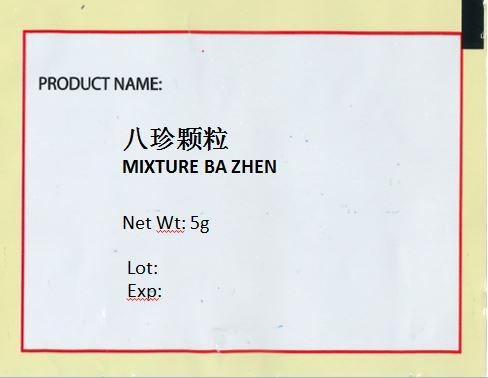 PRODUCT NAME:
八珍颗粒
MIXTURE BA ZHEN
Net Wt: 5g
Lot:
Exp: